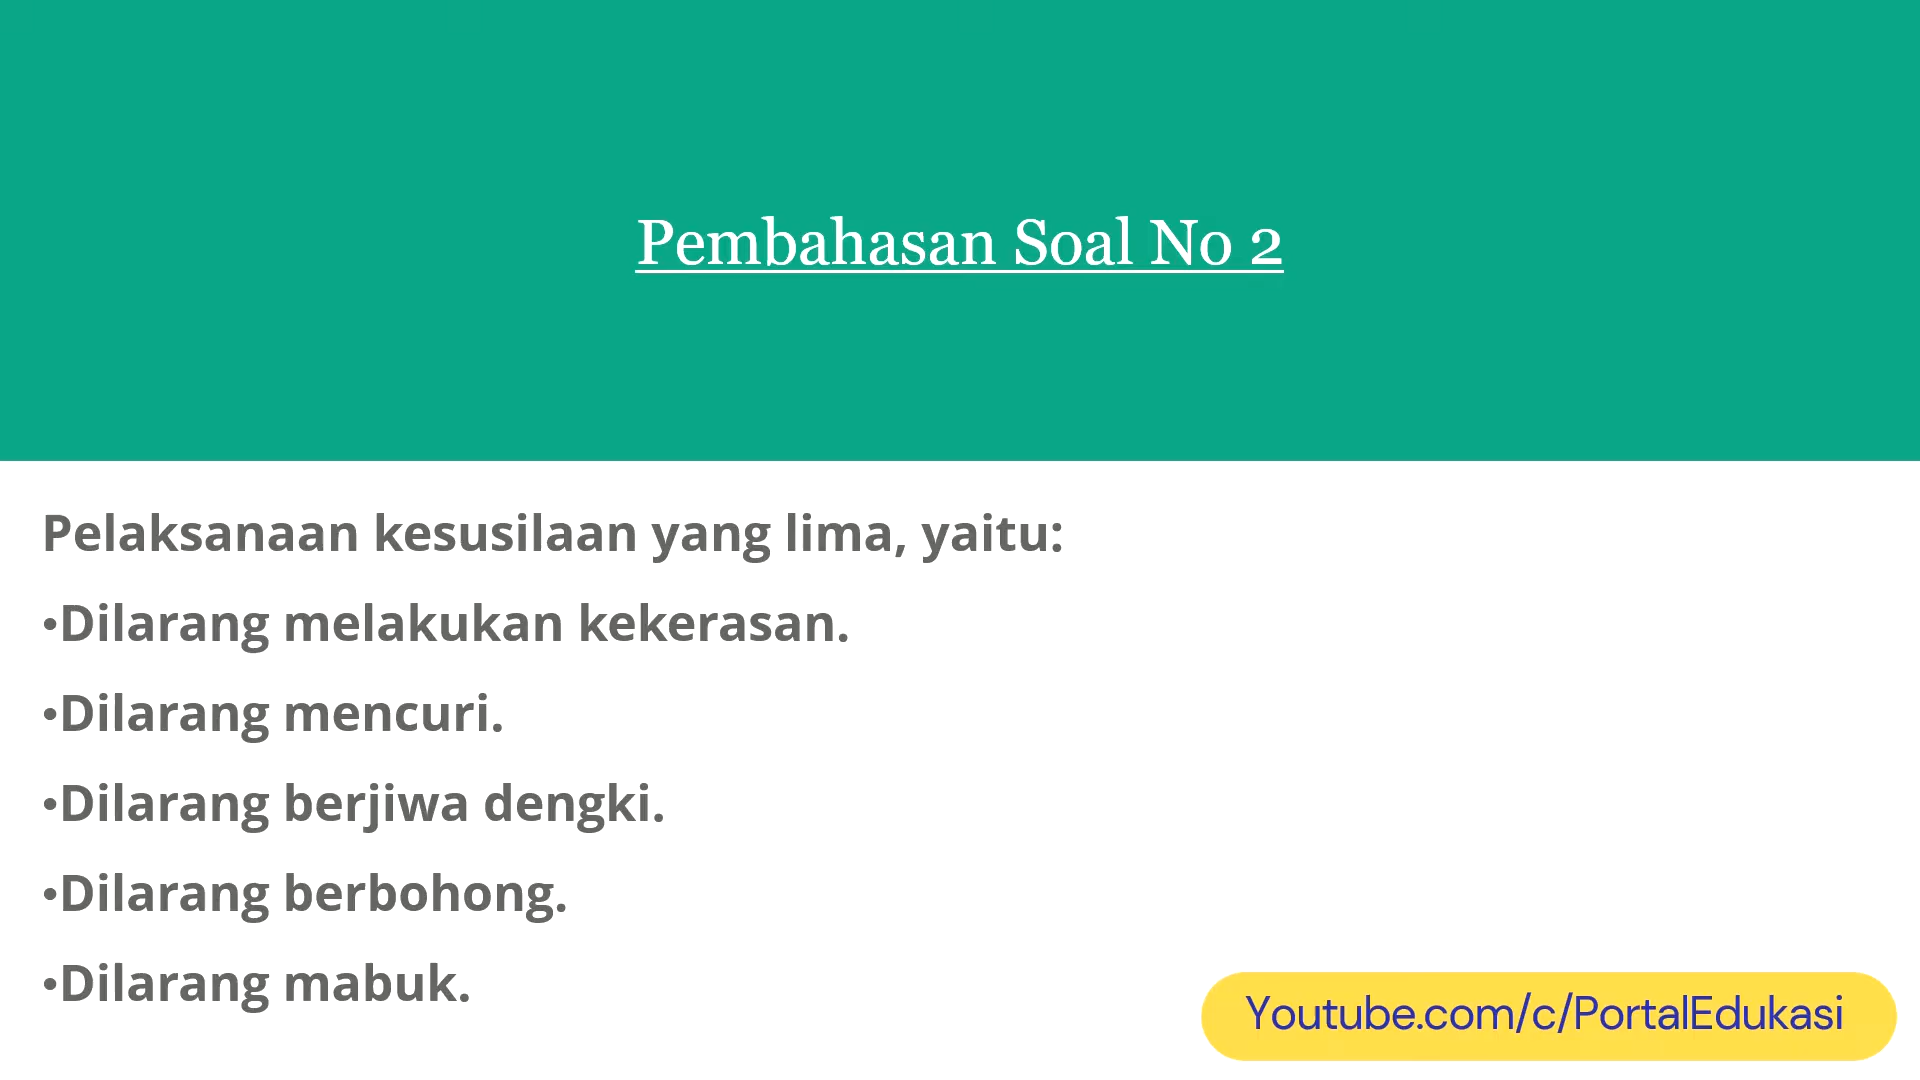 Pembahasan Soal No 2
Pelaksanaan kesusilaan yang lima, yaitu:
•Dilarang melakukan kekerasan.
•Dilarang mencuri.
•Dilarang berjiwa dengki.
•Dilarang berbohong.
•Dilarang mabuk.
Youtube.com/c/PortalEdukasi